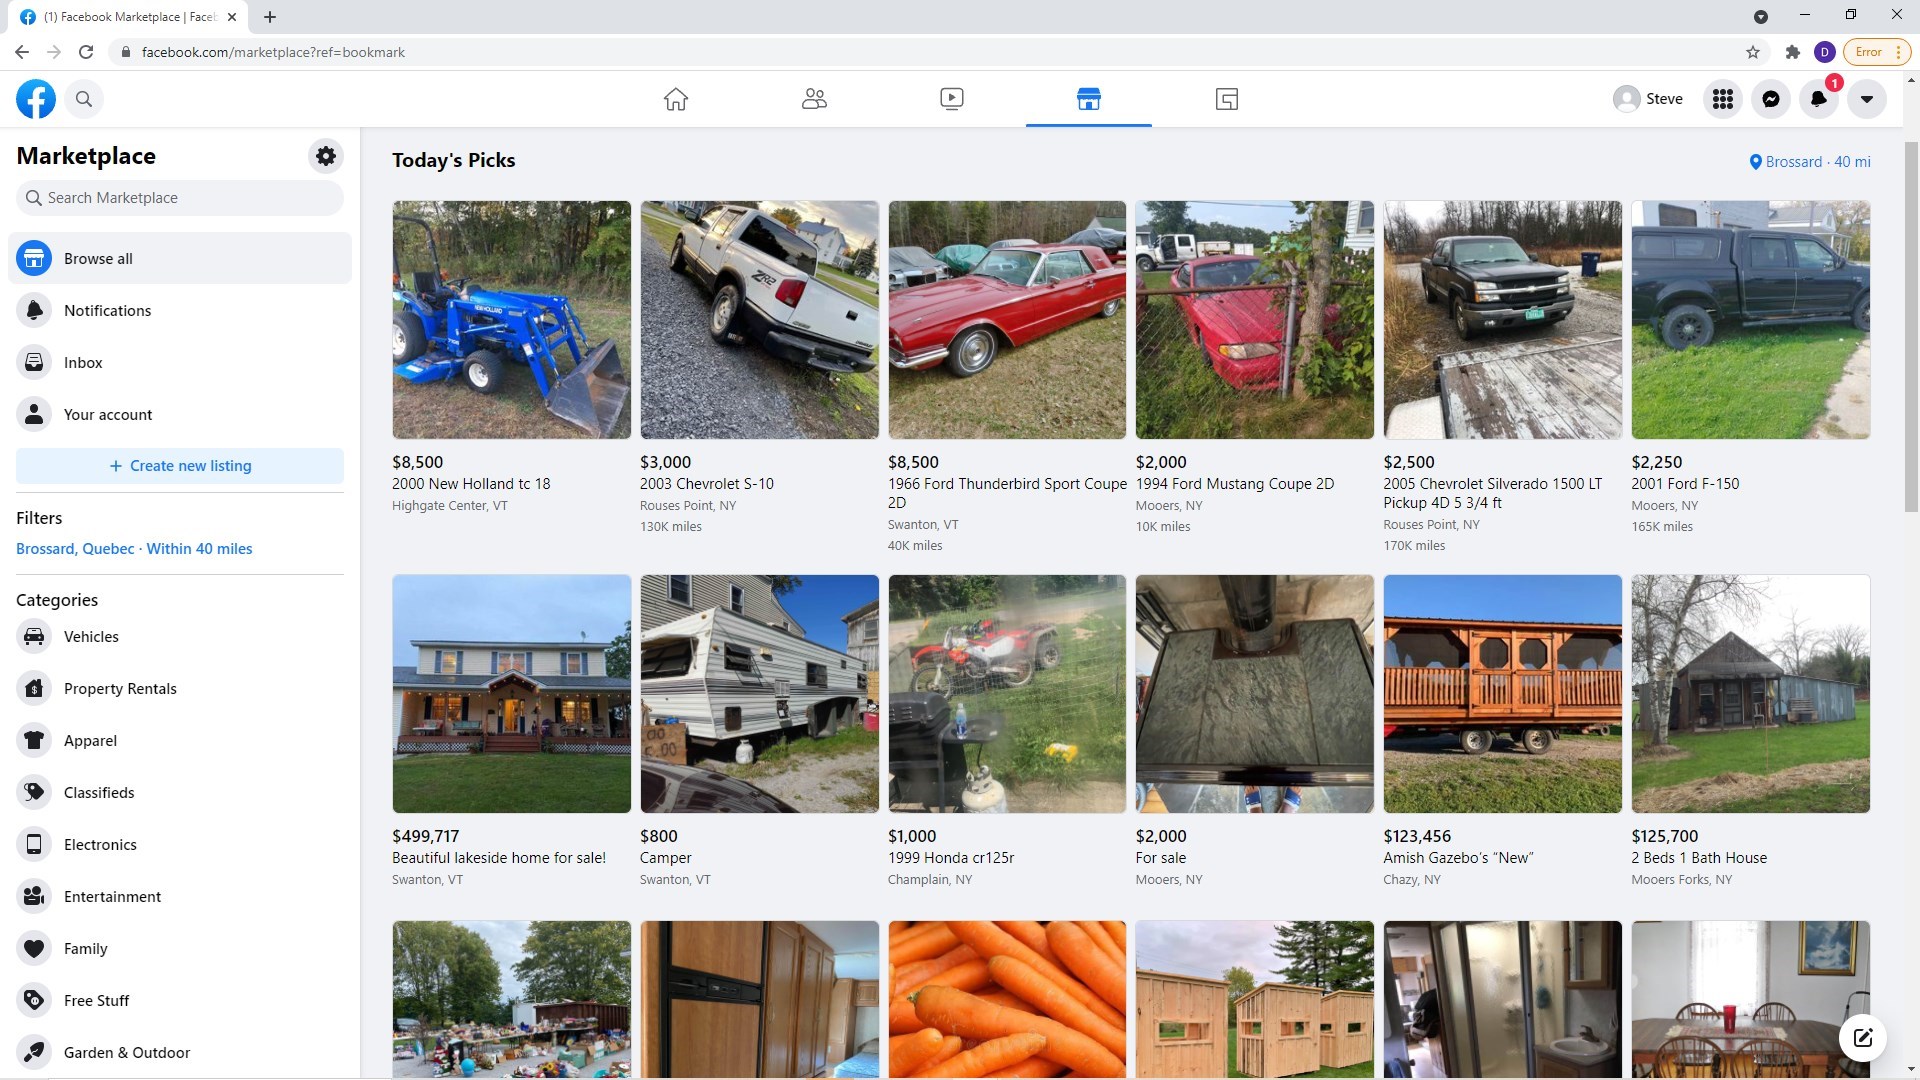 (1) Facebook Marketplace | Faceb
facebook.com/marketplace?ref=bookmark
D
Error
Steve
1
Marketplace
Search Marketplace
Browse all
Notifications
Inbox
Your account
+ Create new listing
Filters
Brossard, Quebec · Within 40 miles
Categories
Vehicles
Property Rentals
Apparel
Classifieds
Electronics
Entertainment
Family
Free Stuff
Garden & Outdoor
Today's Picks
Brossard · 40 mi
NEW HOLLAND
ZR2
$8,500
2000 New Holland tc 18
Highgate Center, VT
$3,000
2003 Chevrolet S-10
Rouses Point, NY
130K miles
$8,500
1966 Ford Thunderbird Sport Coupe
2D
Swanton, VT
40K miles
$2,000
1994 Ford Mustang Coupe 2D
Mooers, NY
10K miles
$2,500
2005 Chevrolet Silverado 1500 LT
Pickup 4D 5 3/4 ft
Rouses Point, NY
170K miles
$2,250
2001 Ford F-150
Mooers, NY
165K miles
$499,717
Beautiful lakeside home for sale!
Swanton, VT
$800
Camper
Swanton, VT
$1,000
1999 Honda cr125r
Champlain, NY
$2,000
For sale
Mooers, NY
$123,456
Amish Gazebo’s “New”
Chazy, NY
$125,700
2 Beds 1 Bath House
Mooers Forks, NY